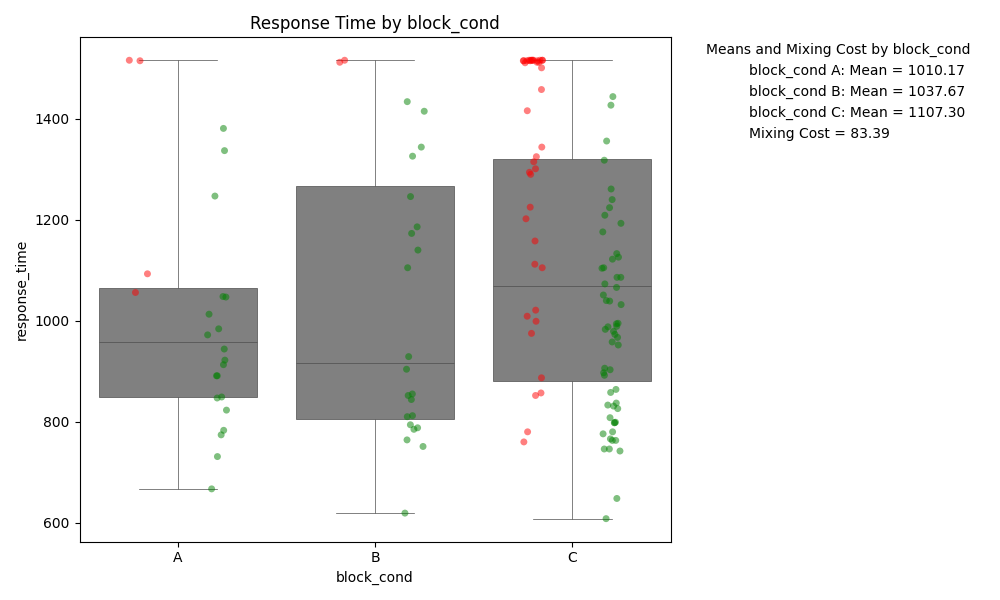 Response Time by block_cond
Means and Mixing Cost by block_cond
block_cond A: Mean = 1010.17
block_cond B: Mean = 1037.67
block_cond C: Mean = 1107.30
Mixing Cost = 83.39
response_time
1400
1200
1000
800
600
A
B
C
block_cond